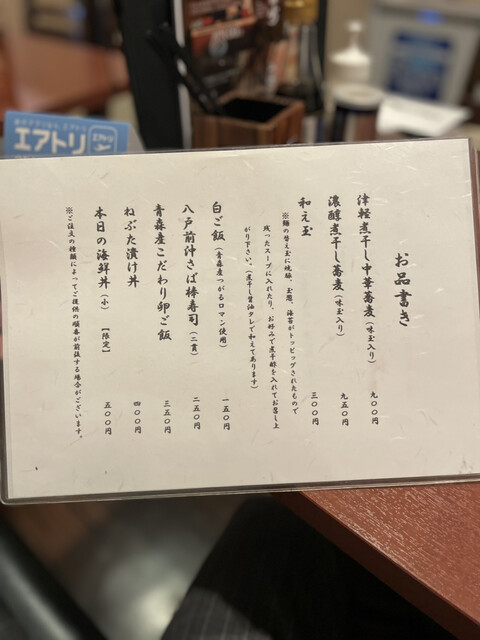 お品書き
津軽煮干し中華蕎麦（味玉入り） 九〇〇円
濃醇煮干し蕎麦（味玉入り） 九五〇円
和え玉 三〇〇円
※麺の替え玉に焼豚、玉葱、海苔がトッピングされたもので
残ったスープに入れたり、お好みで煮干酢を入れてお召し上
がり下さい。（煮干し醤油タレで和えてあります）
白ご飯（青森産つがるロマン使用） 一五〇円
八戸前沖さば棒寿司（二貫） 二五〇円
青森産こだわり卵ご飯 三五〇円
ねぶた漬け丼 四〇〇円
本日の海鮮丼（小）【限定】 五〇〇円
※ご注文の種類によってご提供の順番が前後する場合がございます。
エアトリ
エアトリ